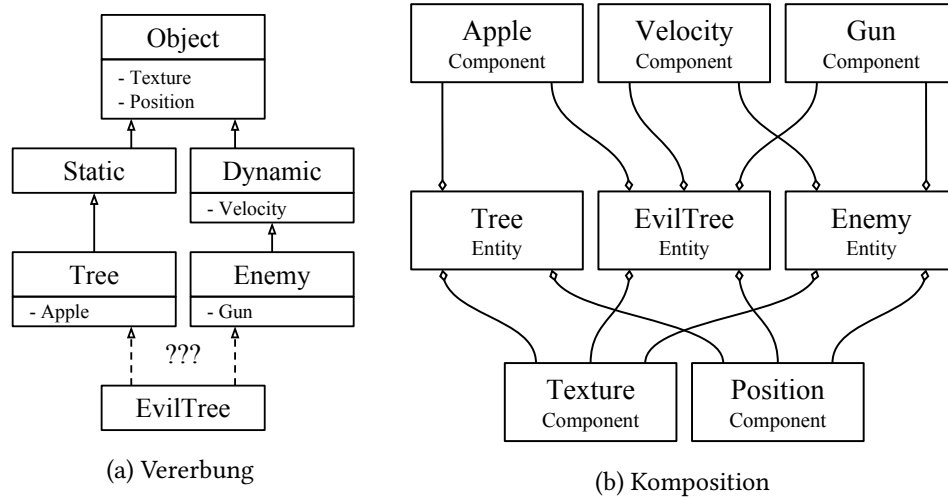 Object
- Texture
- Position
Static
Dynamic
- Velocity
Tree
- Apple
Enemy
- Gun
???
EvilTree
(a) Vererbung
Apple
Component
Velocity
Component
Gun
Component
Tree
Entity
EvilTree
Entity
Enemy
Entity
Texture
Component
Position
Component
(b) Komposition